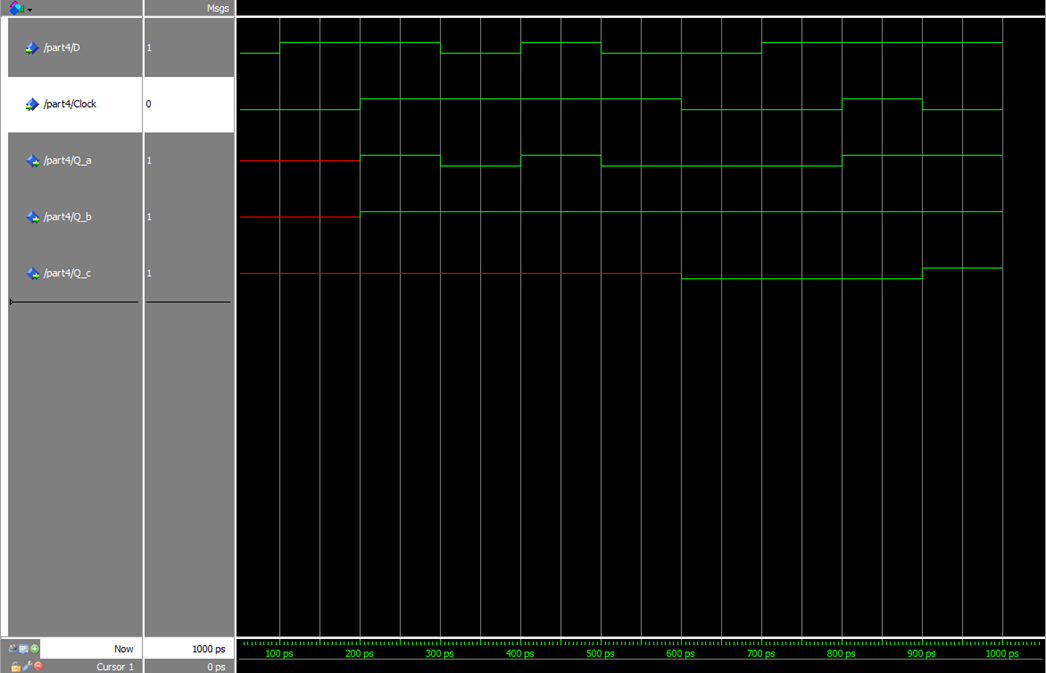 Msgs
/part4/D 1
/part4/Clock 0
/part4/Q_a 1
/part4/Q_b 1
/part4/Q_c 1
Now 1000 ps
Cursor 1 0 ps
100 ps 200 ps 300 ps 400 ps 500 ps 600 ps 700 ps 800 ps 900 ps 1000 ps